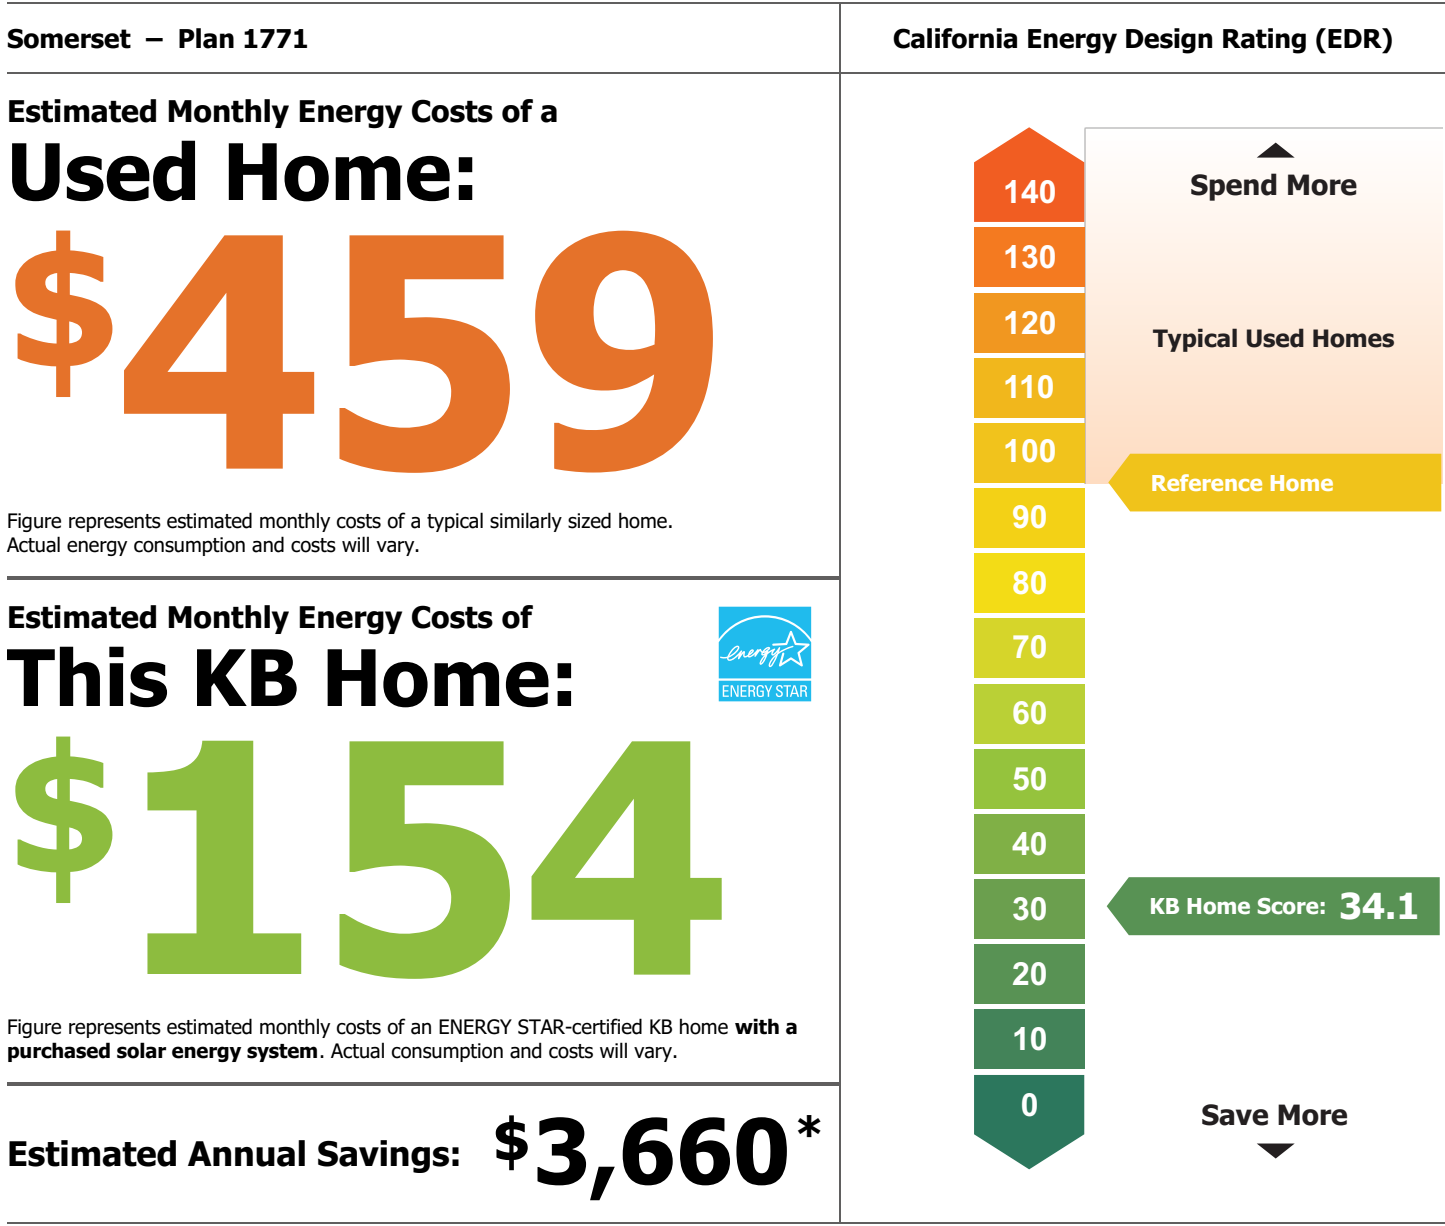 Somerset – Plan 1771
Estimated Monthly Energy Costs of a
Used Home:
$459
Figure represents estimated monthly costs of a typical similarly sized home.
Actual energy consumption and costs will vary.
Estimated Monthly Energy Costs of
This KB Home:
energy
ENERGY STAR
$154
Figure represents estimated monthly costs of an ENERGY STAR-certified KB home with a
purchased solar energy system. Actual consumption and costs will vary.
Estimated Annual Savings: $3,660*
California Energy Design Rating (EDR)
140
130
120
110
100
90
80
70
60
50
40
30
20
10
0
Spend More
Typical Used Homes
Reference Home
KB Home Score: 34.1
Save More